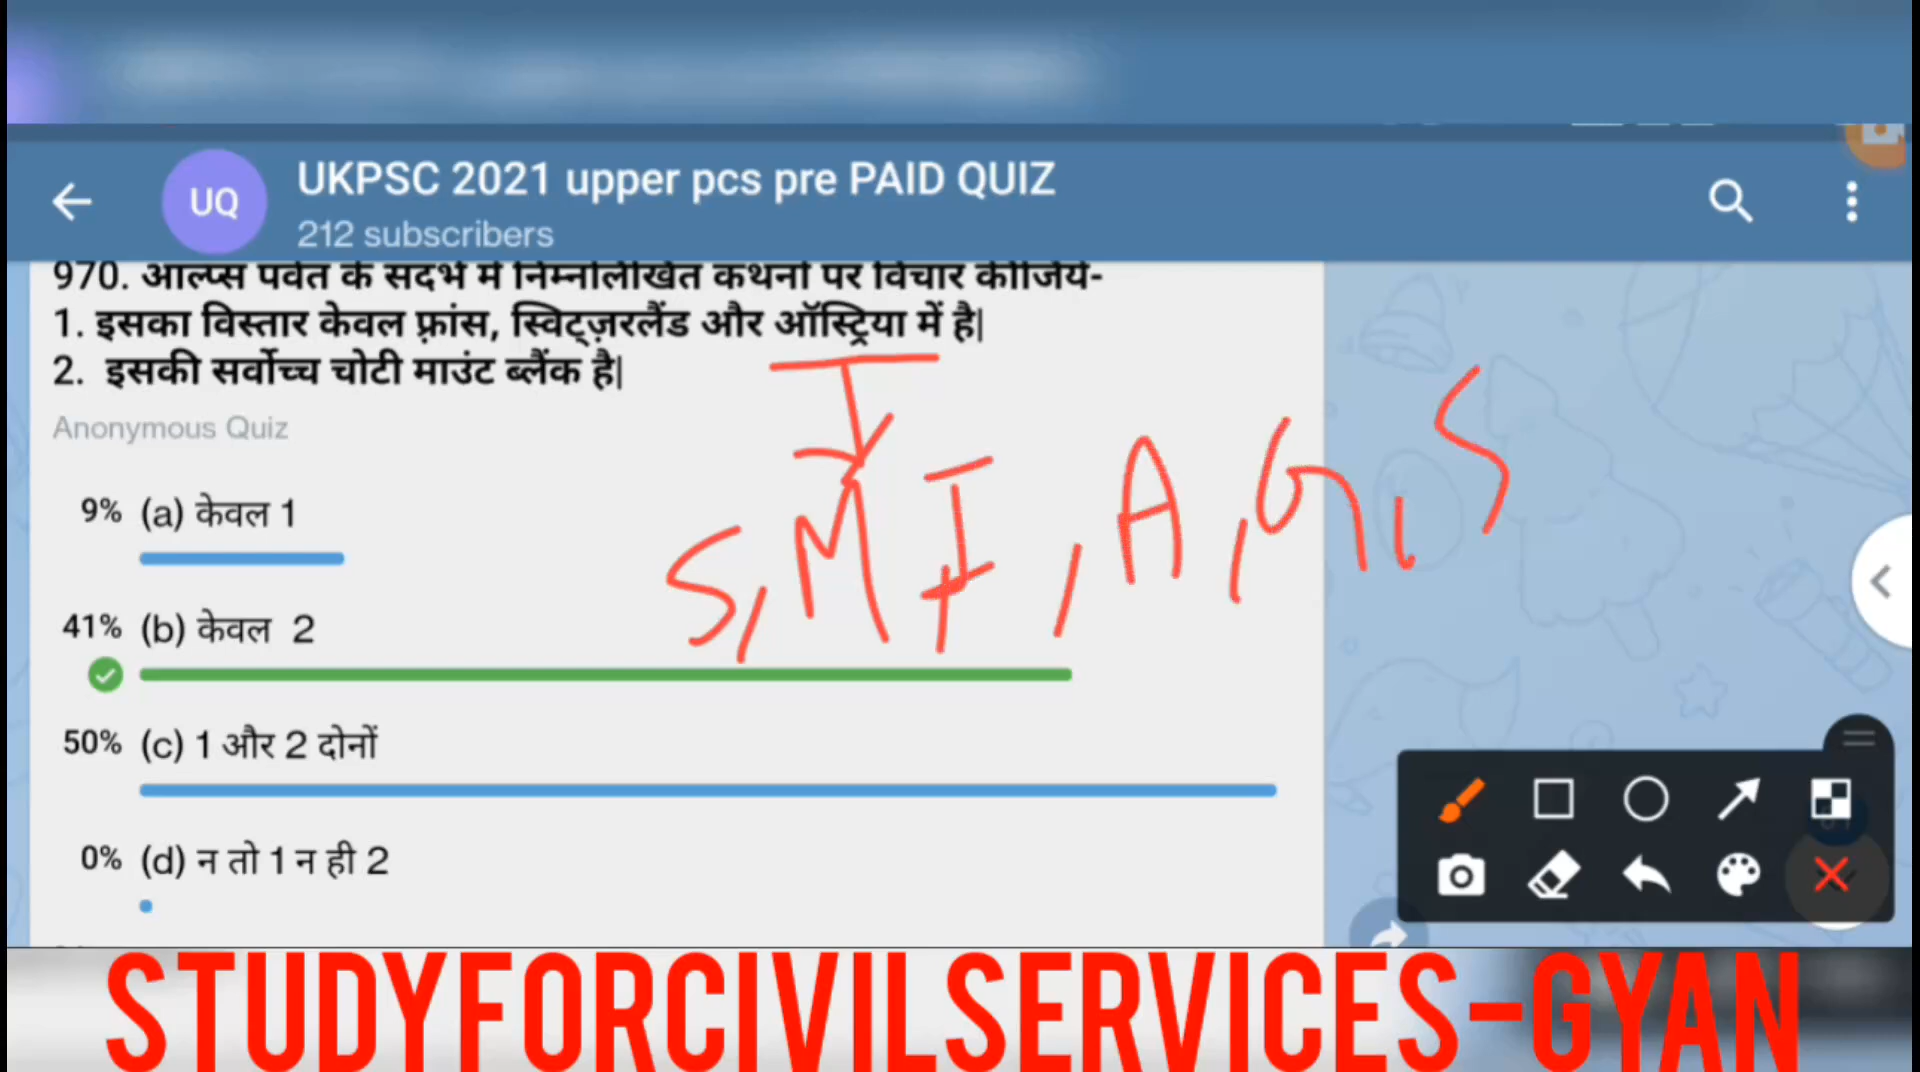 UQ
UKPSC 2021 upper pcs pre PAID QUIZ
212 subscribers
970. आल्प्स पर्वत के संदर्भ में निम्नलिखित कथनों पर विचार कीजिये-
1. इसका विस्तार केवल फ़्रांस, स्विट्ज़रलैंड और ऑस्ट्रिया में है|
2. इसकी सर्वोच्च चोटी माउंट ब्लैंक है|
Anonymous Quiz
9% (a) केवल 1
S, M I, A, G, S
41% (b) केवल 2
50% (c) 1 और 2 दोनों
0% (d) न तो 1 न ही 2
STUDYFORCIVILSERVICES-GYAN